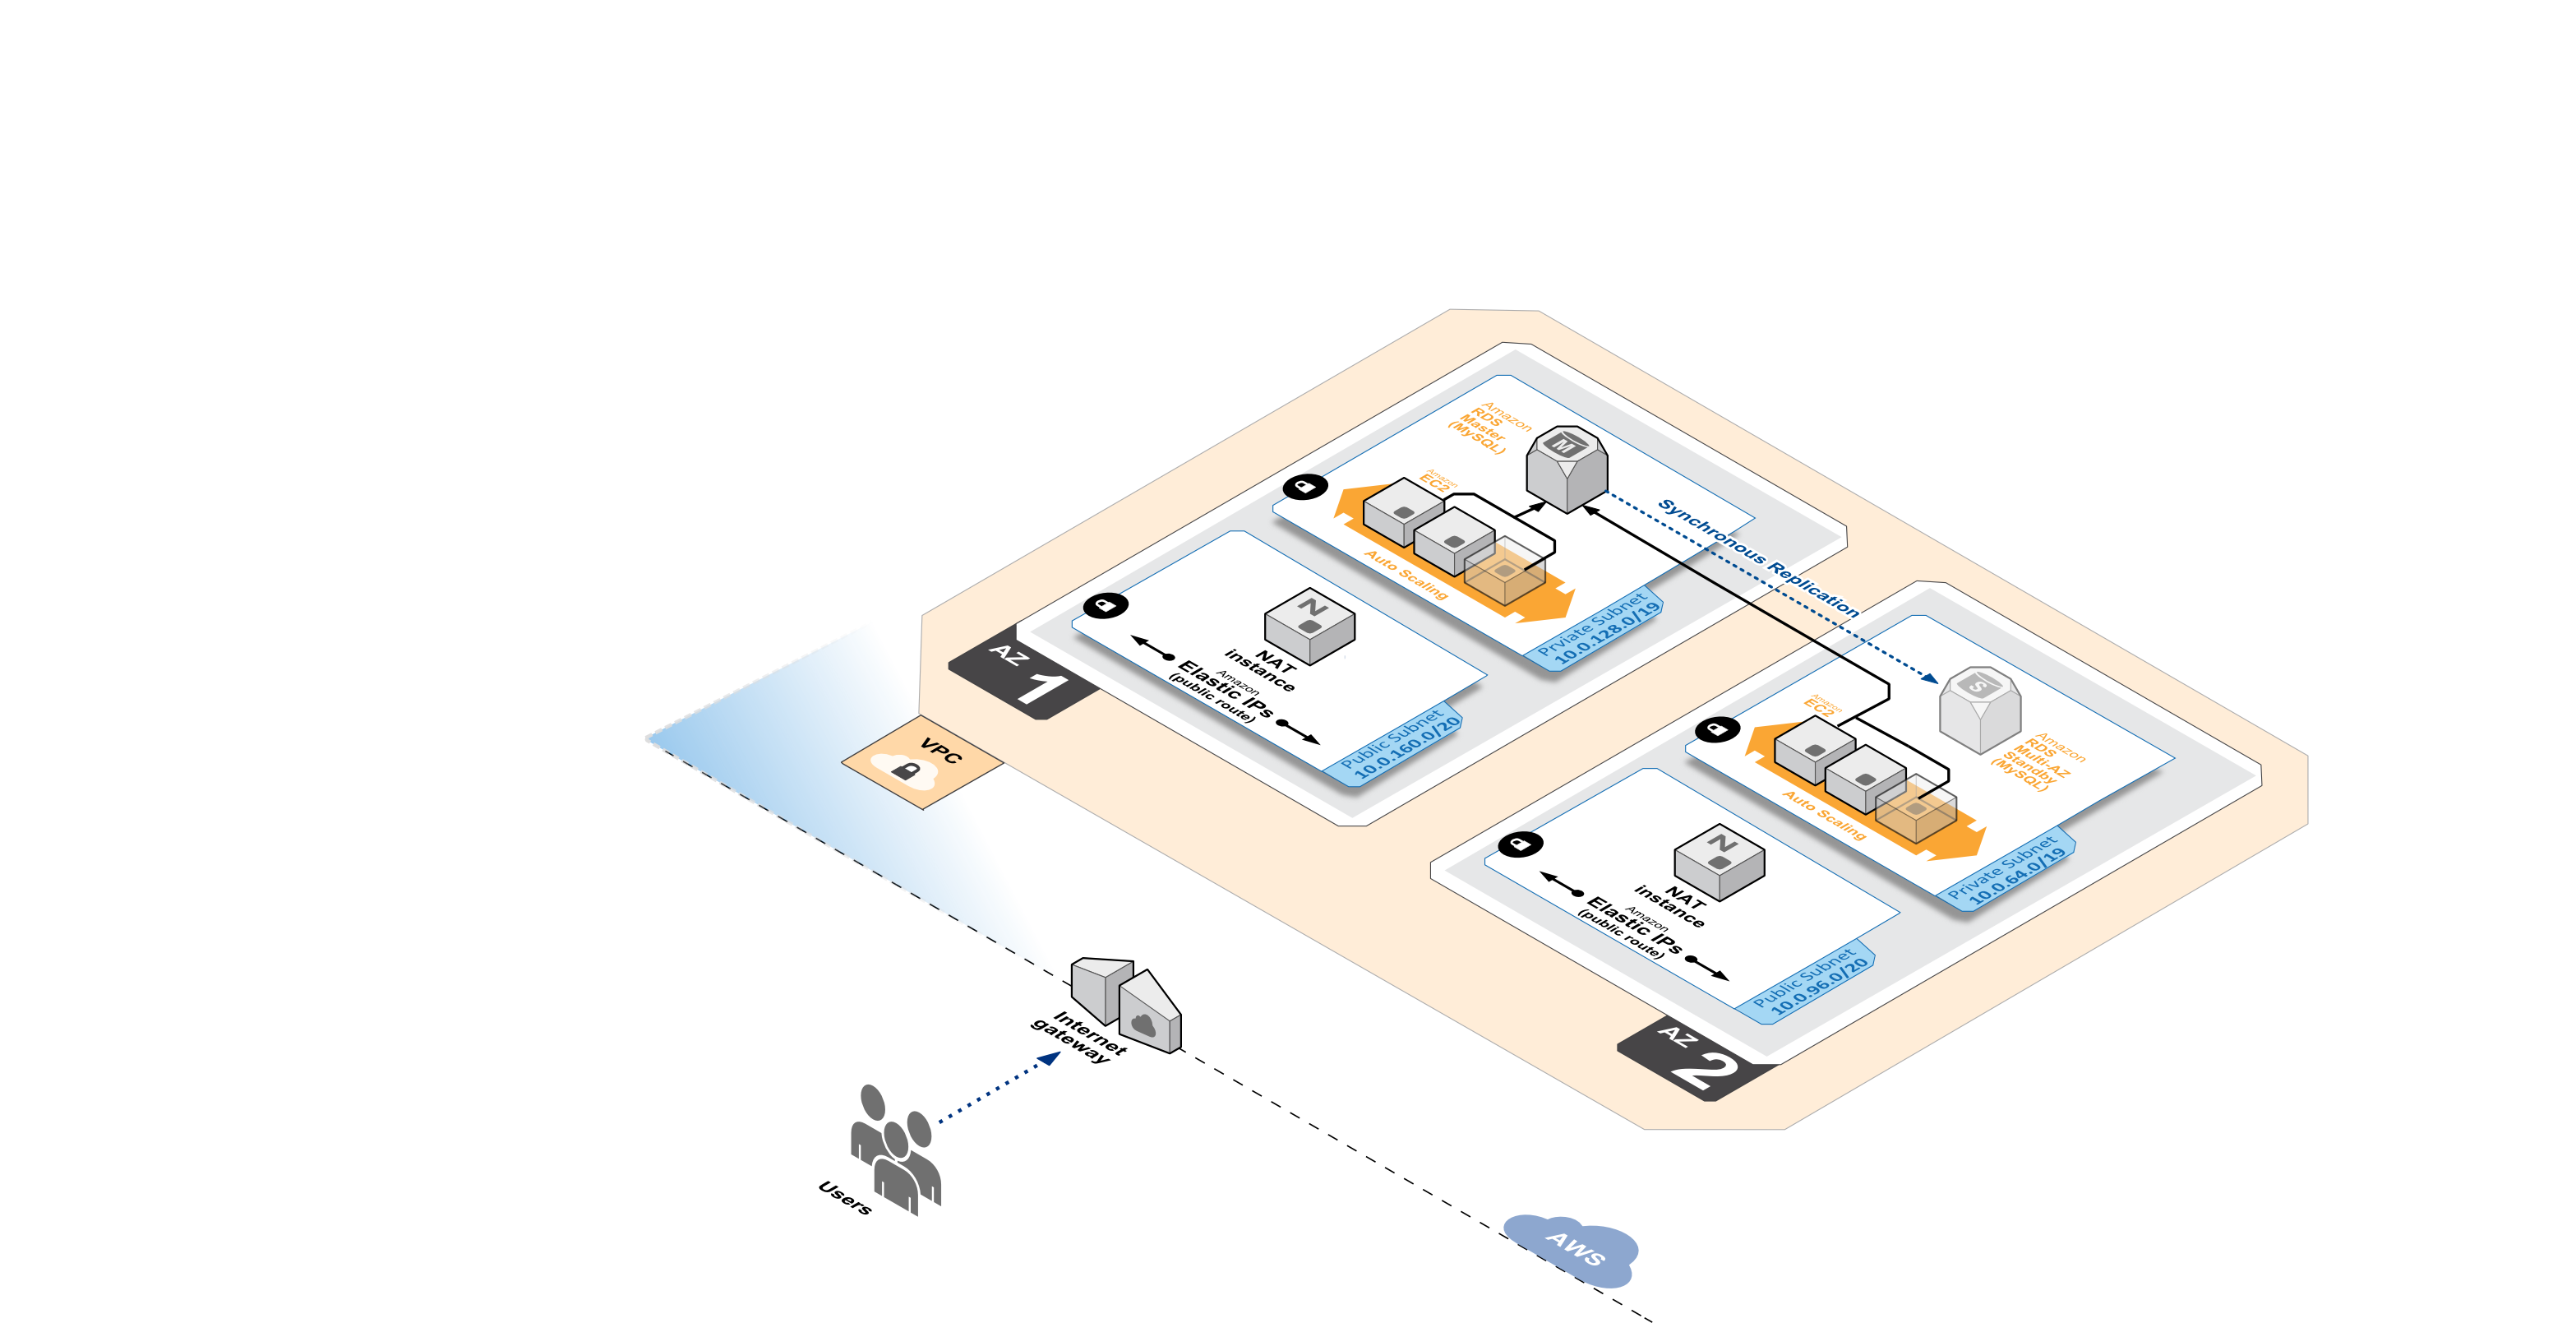 Amazon
RDS
Master
(MySQL)
M
Amazon
EC2
Auto Scaling
Prviate Subnet
10.0.128.0/19
Synchronous Replication
N
NAT
instance
Amazon
Elastic IPs
(public route)
Public Subnet
10.0.160.0/20
AZ
1
VPC
S
Amazon
RDS
Multi-AZ
Standby
(MySQL)
Amazon
EC2
Auto Scaling
Private Subnet
10.0.64.0/19
N
NAT
instance
Amazon
Elastic IPs
(public route)
Public Subnet
10.0.96.0/20
AZ
2
Internet
gateway
Users
AWS